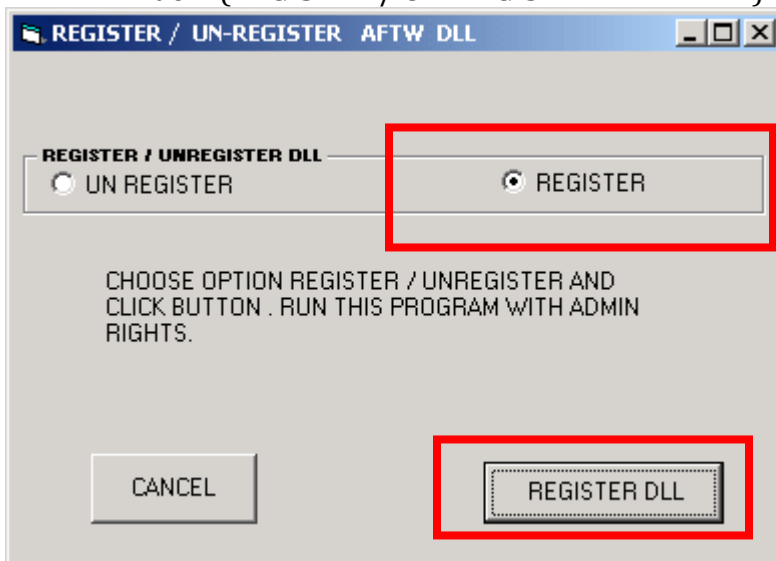 REGISTER / UN-REGISTER AFTW DLL
REGISTER / UNREGISTER DLL
UN REGISTER
REGISTER
CHOOSE OPTION REGISTER / UNREGISTER AND
CLICK BUTTON . RUN THIS PROGRAM WITH ADMIN
RIGHTS.
CANCEL
REGISTER DLL